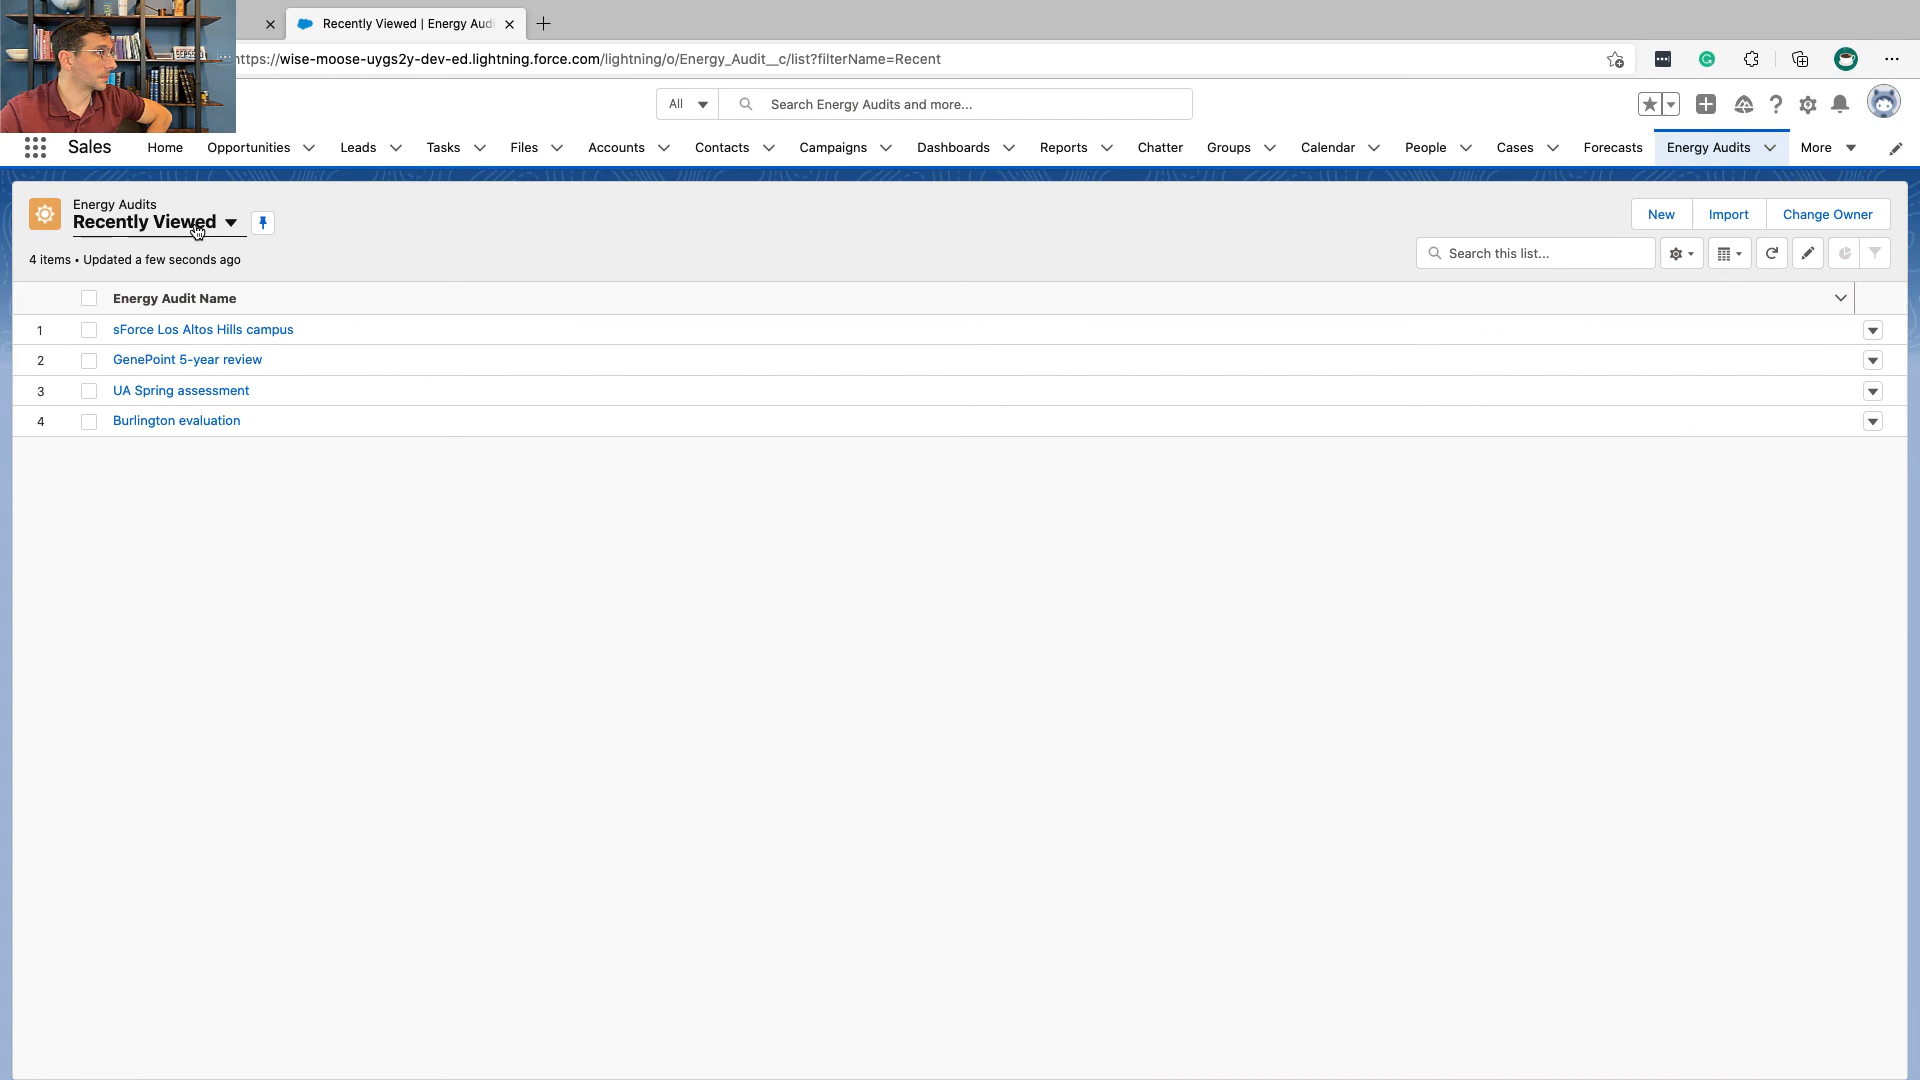 Recently Viewed | Energy Audi
ttps://wise-moose-uygs2y-dev-ed.lightning.force.com/lightning/o/Energy_Audit__c/list?filterName=Recent
All
Search Energy Audits and more...
Sales
Home
Opportunities
Leads
Tasks
Files
Accounts
Contacts
Campaigns
Dashboards
Reports
Chatter
Groups
Calendar
People
Cases
Forecasts
Energy Audits
More
Energy Audits
Recently Viewed
New
Import
Change Owner
4 items • Updated a few seconds ago
Search this list...
Energy Audit Name
1 sForce Los Altos Hills campus
2 GenePoint 5-year review
3 UA Spring assessment
4 Burlington evaluation